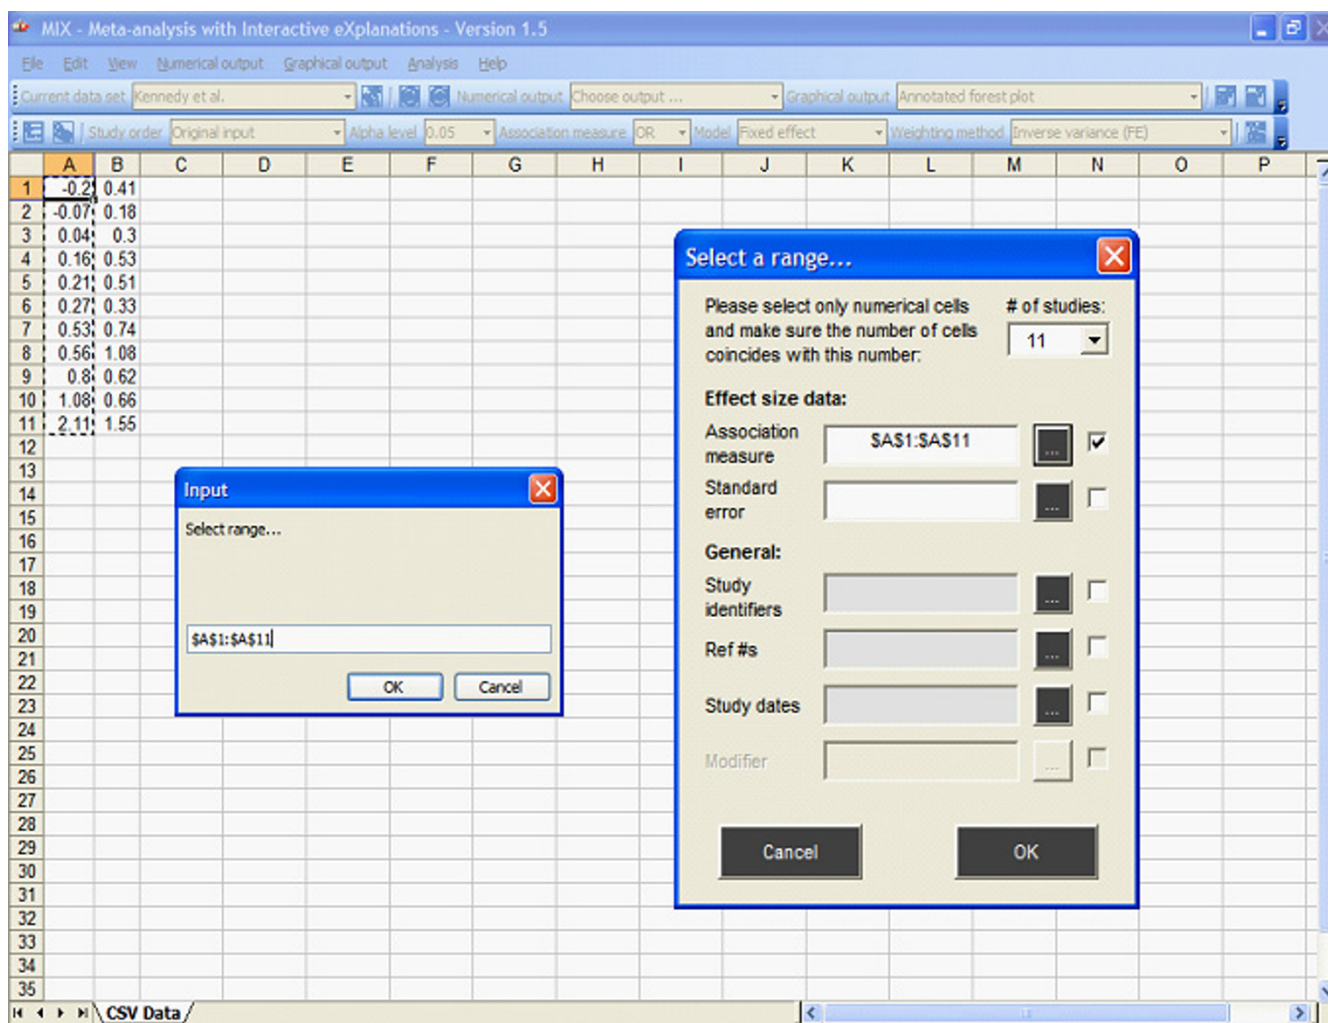 MIX - Meta-analysis with Interactive eXplanations - Version 1.5
File Edit View Numerical output Graphical output Analysis Help
Current data set Kennedy et al. Numerical output Choose output ... Graphical output Annotated forest plot
Study order Original input Alpha level 0.05 Association measure OR Model Fixed effect Weighting method Inverse variance (FE)
A B C D E F G H I J K L M N O P
1 -0.2 0.41
2 -0.07 0.18
3 0.04 0.3
4 0.16 0.53
5 0.21 0.51
6 0.27 0.33
7 0.53 0.74
8 0.56 1.08
9 0.8 0.62
10 1.08 0.66
11 2.11 1.55
12
13
14
15
16
17
18
19
20
21
22
23
24
25
26
27
28
29
30
31
32
33
34
35
Input
Select range...
$A$1:$A$11
OK Cancel
Select a range...
Please select only numerical cells
and make sure the number of cells
coincides with this number:
# of studies:
11
Effect size data:
Association
measure
$A$1:$A$11
...
Standard
error
...
General:
Study
identifiers
...
Ref #s
...
Study dates
...
Modifier
...
Cancel OK
CSV Data